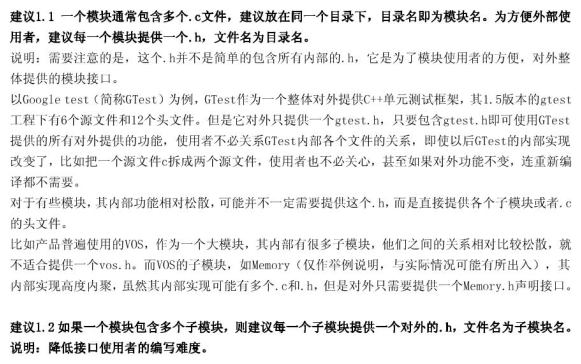 建议1.1 一个模块通常包含多个.c文件，建议放在同一个目录下，目录名即为模块名。为方便外部使
用者，建议每一个模块提供一个.h，文件名为目录名。
说明：需要注意的是，这个.h并不是简单的包含所有内部的.h，它是为了模块使用者的方便，对外整
体提供的模块接口。
以Google test（简称GTest）为例，GTest作为一个整体对外提供C++单元测试框架，其1.5版本的gtest
工程下有6个源文件和12个头文件。但是它对外只提供一个gtest.h，只要包含gtest.h即可使用GTest
提供的所有对外提供的功能，使用者不必关系GTest内部各个文件的关系，即使以后GTest的内部实现
改变了，比如把一个源文件c拆成两个源文件，使用者也不必关心，甚至如果对外功能不变，连重新编
译都不需要。
对于有些模块，其内部功能相对松散，可能并不一定需要提供这个.h，而是直接提供各个子模块或者.c
的头文件。
比如产品普遍使用的VOS，作为一个大模块，其内部有很多子模块，他们之间的关系相对比较松散，就
不适合提供一个vos.h。而VOS的子模块，如Memory（仅作举例说明，与实际情况可能有所出入），其
内部实现高度内聚，虽然其内部实现可能有多个.c和.h，但是对外只需要提供一个Memory.h声明接口。
建议1.2 如果一个模块包含多个子模块，则建议每一个子模块提供一个对外的.h，文件名为子模块名。
说明：降低接口使用者的编写难度。